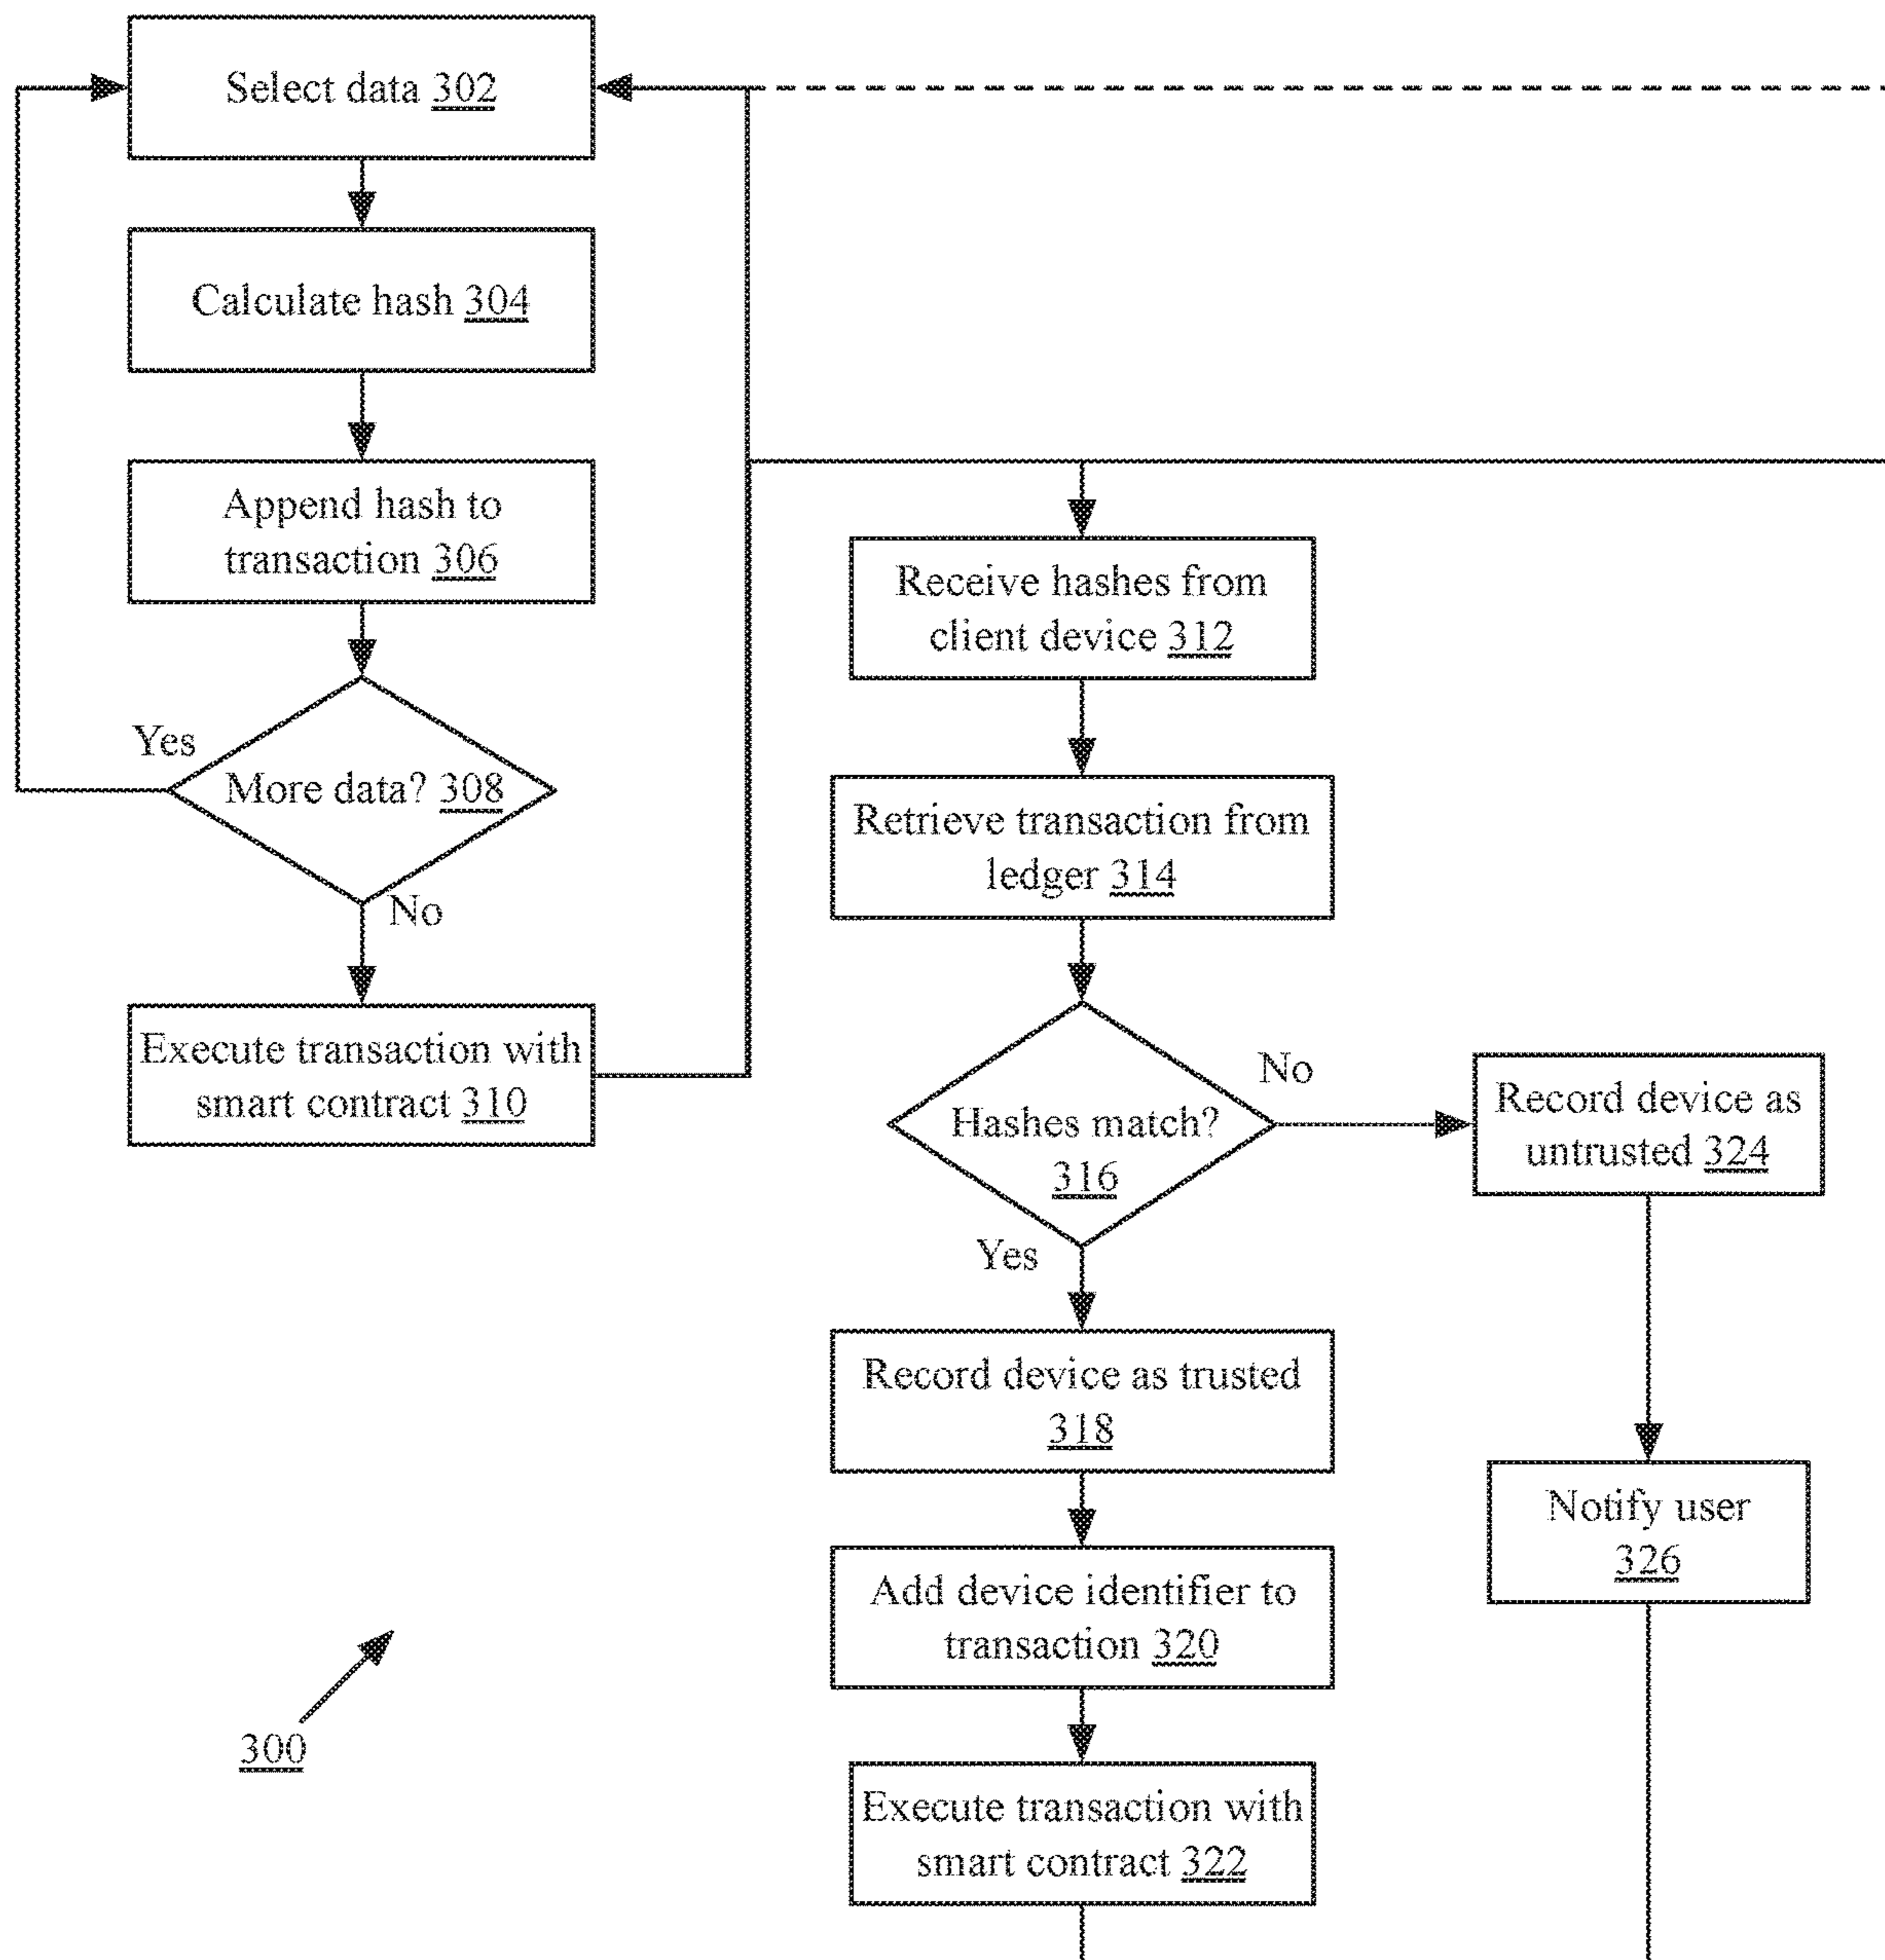 Select data 302
Calculate hash 304
Append hash to
transaction 306
Yes
More data? 308
No
Execute transaction with
smart contract 310
Receive hashes from
client device 312
Retrieve transaction from
ledger 314
No
Hashes match?
316
Yes
Record device as
untrusted 324
Record device as trusted
318
Notify user
326
Add device identifier to
transaction 320
Execute transaction with
smart contract 322
300